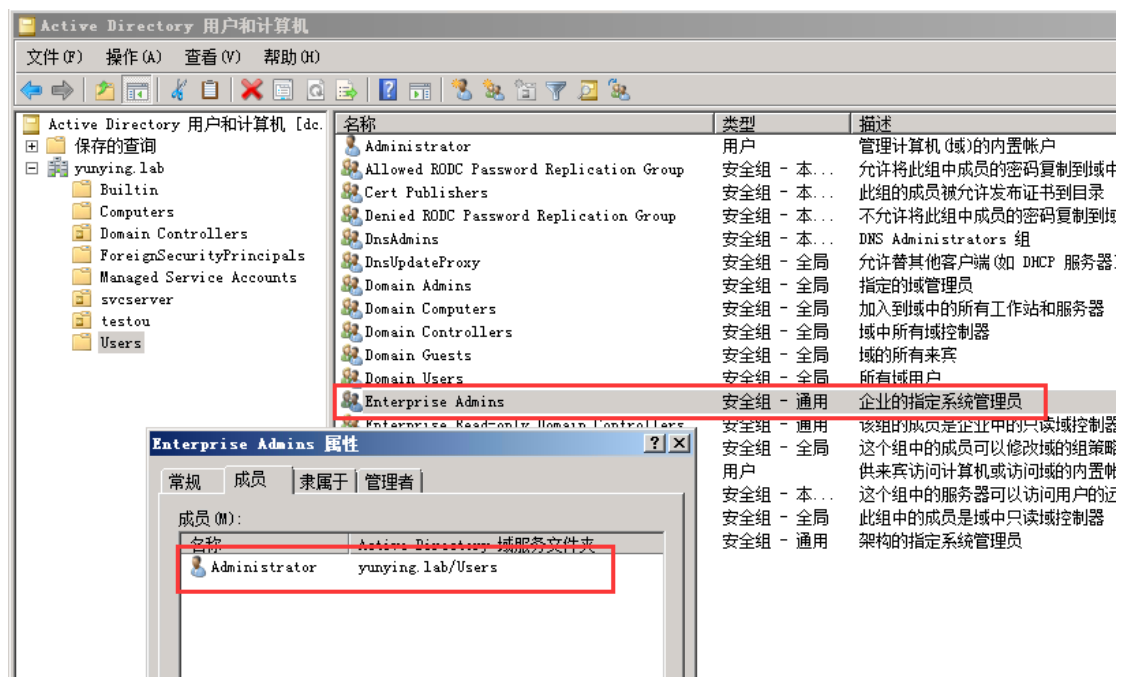 Active Directory 用户和计算机
文件(F) 操作(A) 查看(V) 帮助(H)
Active Directory 用户和计算机 [dc.
保存的查询
yunying.lab
Builtin
Computers
Domain Controllers
ForeignSecurityPrincipals
Managed Service Accounts
svcserver
testou
Users
名称 类型 描述
Administrator 用户 管理计算机(域)的内置帐户
Allowed RODC Password Replication Group 安全组 - 本... 允许将此组中成员的密码复制到域中
Cert Publishers 安全组 - 本... 此组的成员被允许发布证书到目录
Denied RODC Password Replication Group 安全组 - 本... 不允许将此组中成员的密码复制到域
DnsAdmins 安全组 - 本... DNS Administrators 组
DnsUpdateProxy 安全组 - 全局 允许替其他客户端(如 DHCP 服务器)
Domain Admins 安全组 - 全局 指定的域管理员
Domain Computers 安全组 - 全局 加入到域中的所有工作站和服务器
Domain Controllers 安全组 - 全局 域中所有域控制器
Domain Guests 安全组 - 全局 域的所有来宾
Domain Users 安全组 - 全局 所有域用户
Enterprise Admins 安全组 - 通用 企业的指定系统管理员
Enterprise Read-only Domain Controllers 安全组 - 通用 该组的成员是企业中的只读域控制器
安全组 - 全局 这个组中的成员可以修改域的组策略
用户 供来宾访问计算机或访问域的内置帐
安全组 - 本... 这个组中的服务器可以访问用户的远
安全组 - 全局 此组中的成员是域中只读域控制器
安全组 - 通用 架构的指定系统管理员
Enterprise Admins 属性
常规 成员 隶属于 管理者
成员(M):
名称 Active Directory 域服务文件夹
Administrator yunying.lab/Users